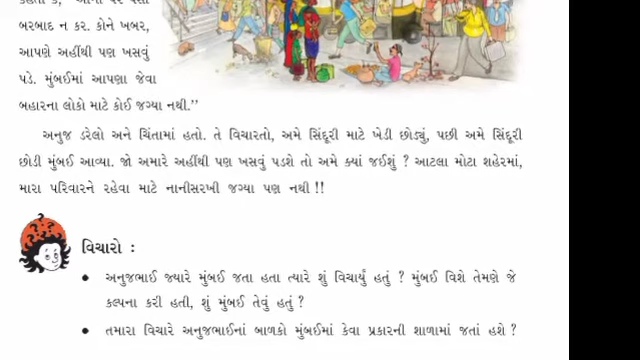 બરબાદ ન કર. કોને ખબર,
આપણે અહીંથી પણ ખસવું
પડે. મુંબઈમાં આપણા જેવા
બહારના લોકો માટે કોઈ જગ્યા નથી.”
અનુજ ડરેલો અને ચિંતામાં હતો. તે વિચારતો, અમે સિંદૂરી માટે ખેડી છોડ્યું, પછી અમે સિંદૂરી
છોડી મુંબઈ આવ્યા. જો અમારે અહીંથી પણ ખસવું પડશે તો અમે ક્યાં જઈશું ? આટલા મોટા શહેરમાં,
મારા પરિવારને રહેવા માટે નાનીસરખી જગ્યા પણ નથી !!
વિચારો :
• અનુજભાઈ જ્યારે મુંબઈ જતા હતા ત્યારે શું વિચાર્યું હતું ? મુંબઈ વિશે તેમણે જે
કલ્પના કરી હતી, શું મુંબઈ તેવું હતું ?
• તમારા વિચારે અનુજભાઈનાં બાળકો મુંબઈમાં કેવા પ્રકારની શાળામાં જતાં હશે ?